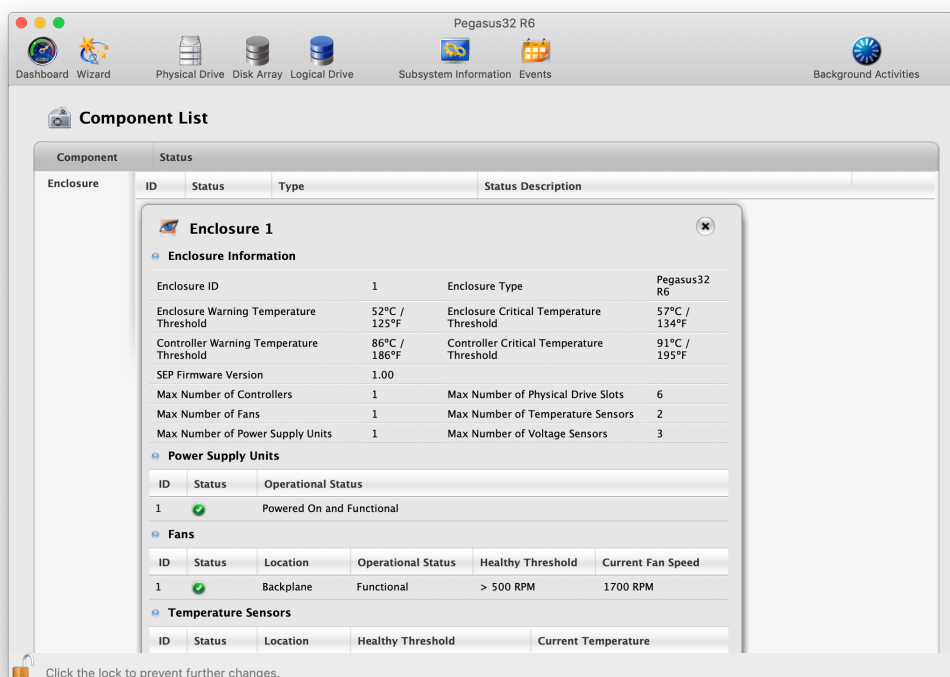 Pegasus32 R6
Dashboard Wizard Physical Drive Disk Array Logical Drive Subsystem Information Events Background Activities
Component List
Component Status
Enclosure
ID Status Type Status Description
Enclosure 1
Enclosure Information
Enclosure ID 1 Enclosure Type Pegasus32 R6
Enclosure Warning Temperature Threshold 52°C / 125°F Enclosure Critical Temperature Threshold 57°C / 134°F
Controller Warning Temperature Threshold 86°C / 186°F Controller Critical Temperature Threshold 91°C / 195°F
SEP Firmware Version 1.00
Max Number of Controllers 1 Max Number of Physical Drive Slots 6
Max Number of Fans 1 Max Number of Temperature Sensors 2
Max Number of Power Supply Units 1 Max Number of Voltage Sensors 3
Power Supply Units
ID Status Operational Status
1 Powered On and Functional
Fans
ID Status Location Operational Status Healthy Threshold Current Fan Speed
1 Backplane Functional > 500 RPM 1700 RPM
Temperature Sensors
ID Status Location Healthy Threshold Current Temperature
Click the lock to prevent further changes.